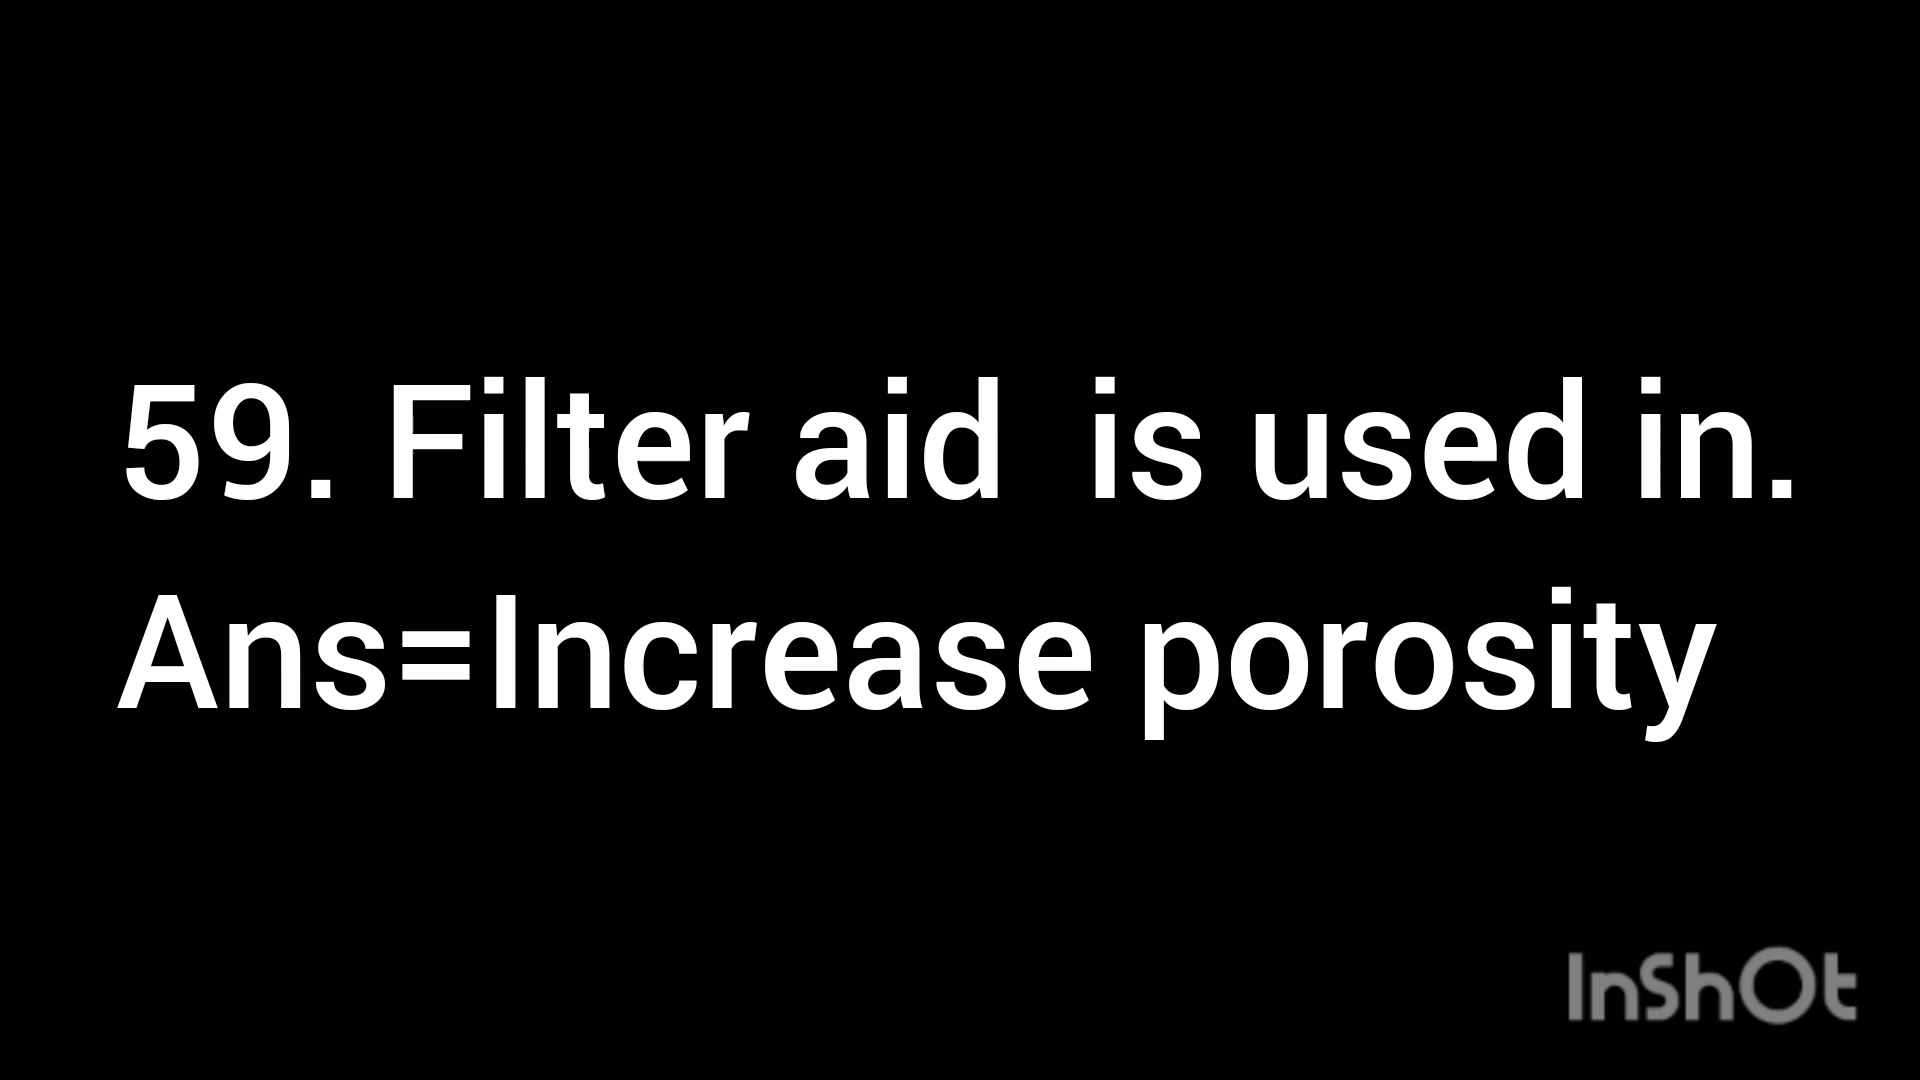 59. Filter aid  is used in.
Ans=Increase porosity
InShOt